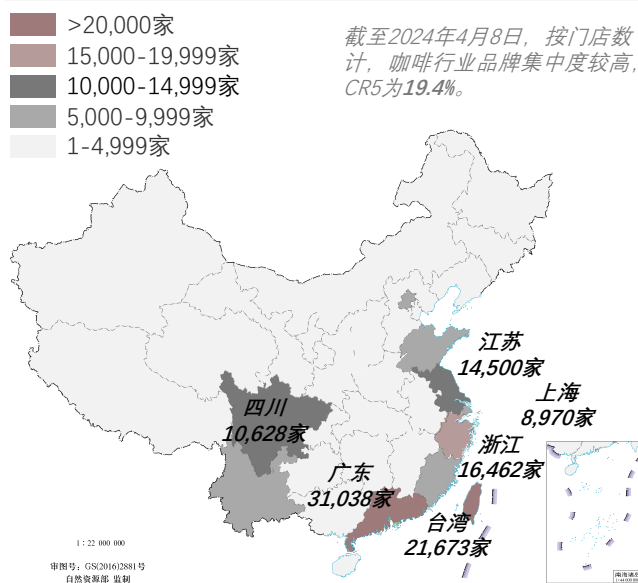 >20,000家
15,000-19,999家
10,000-14,999家
5,000-9,999家
1-4,999家
截至2024年4月8日，按门店数
计，咖啡行业品牌集中度较高，
CR5为19.4%。
江苏
14,500家
上海
8,970家
四川
10,628家
浙江
16,462家
广东
31,038家
台湾
21,673家
1：22 000 000
审图号：GS(2016)2881号
自然资源部 监制
南海诸岛